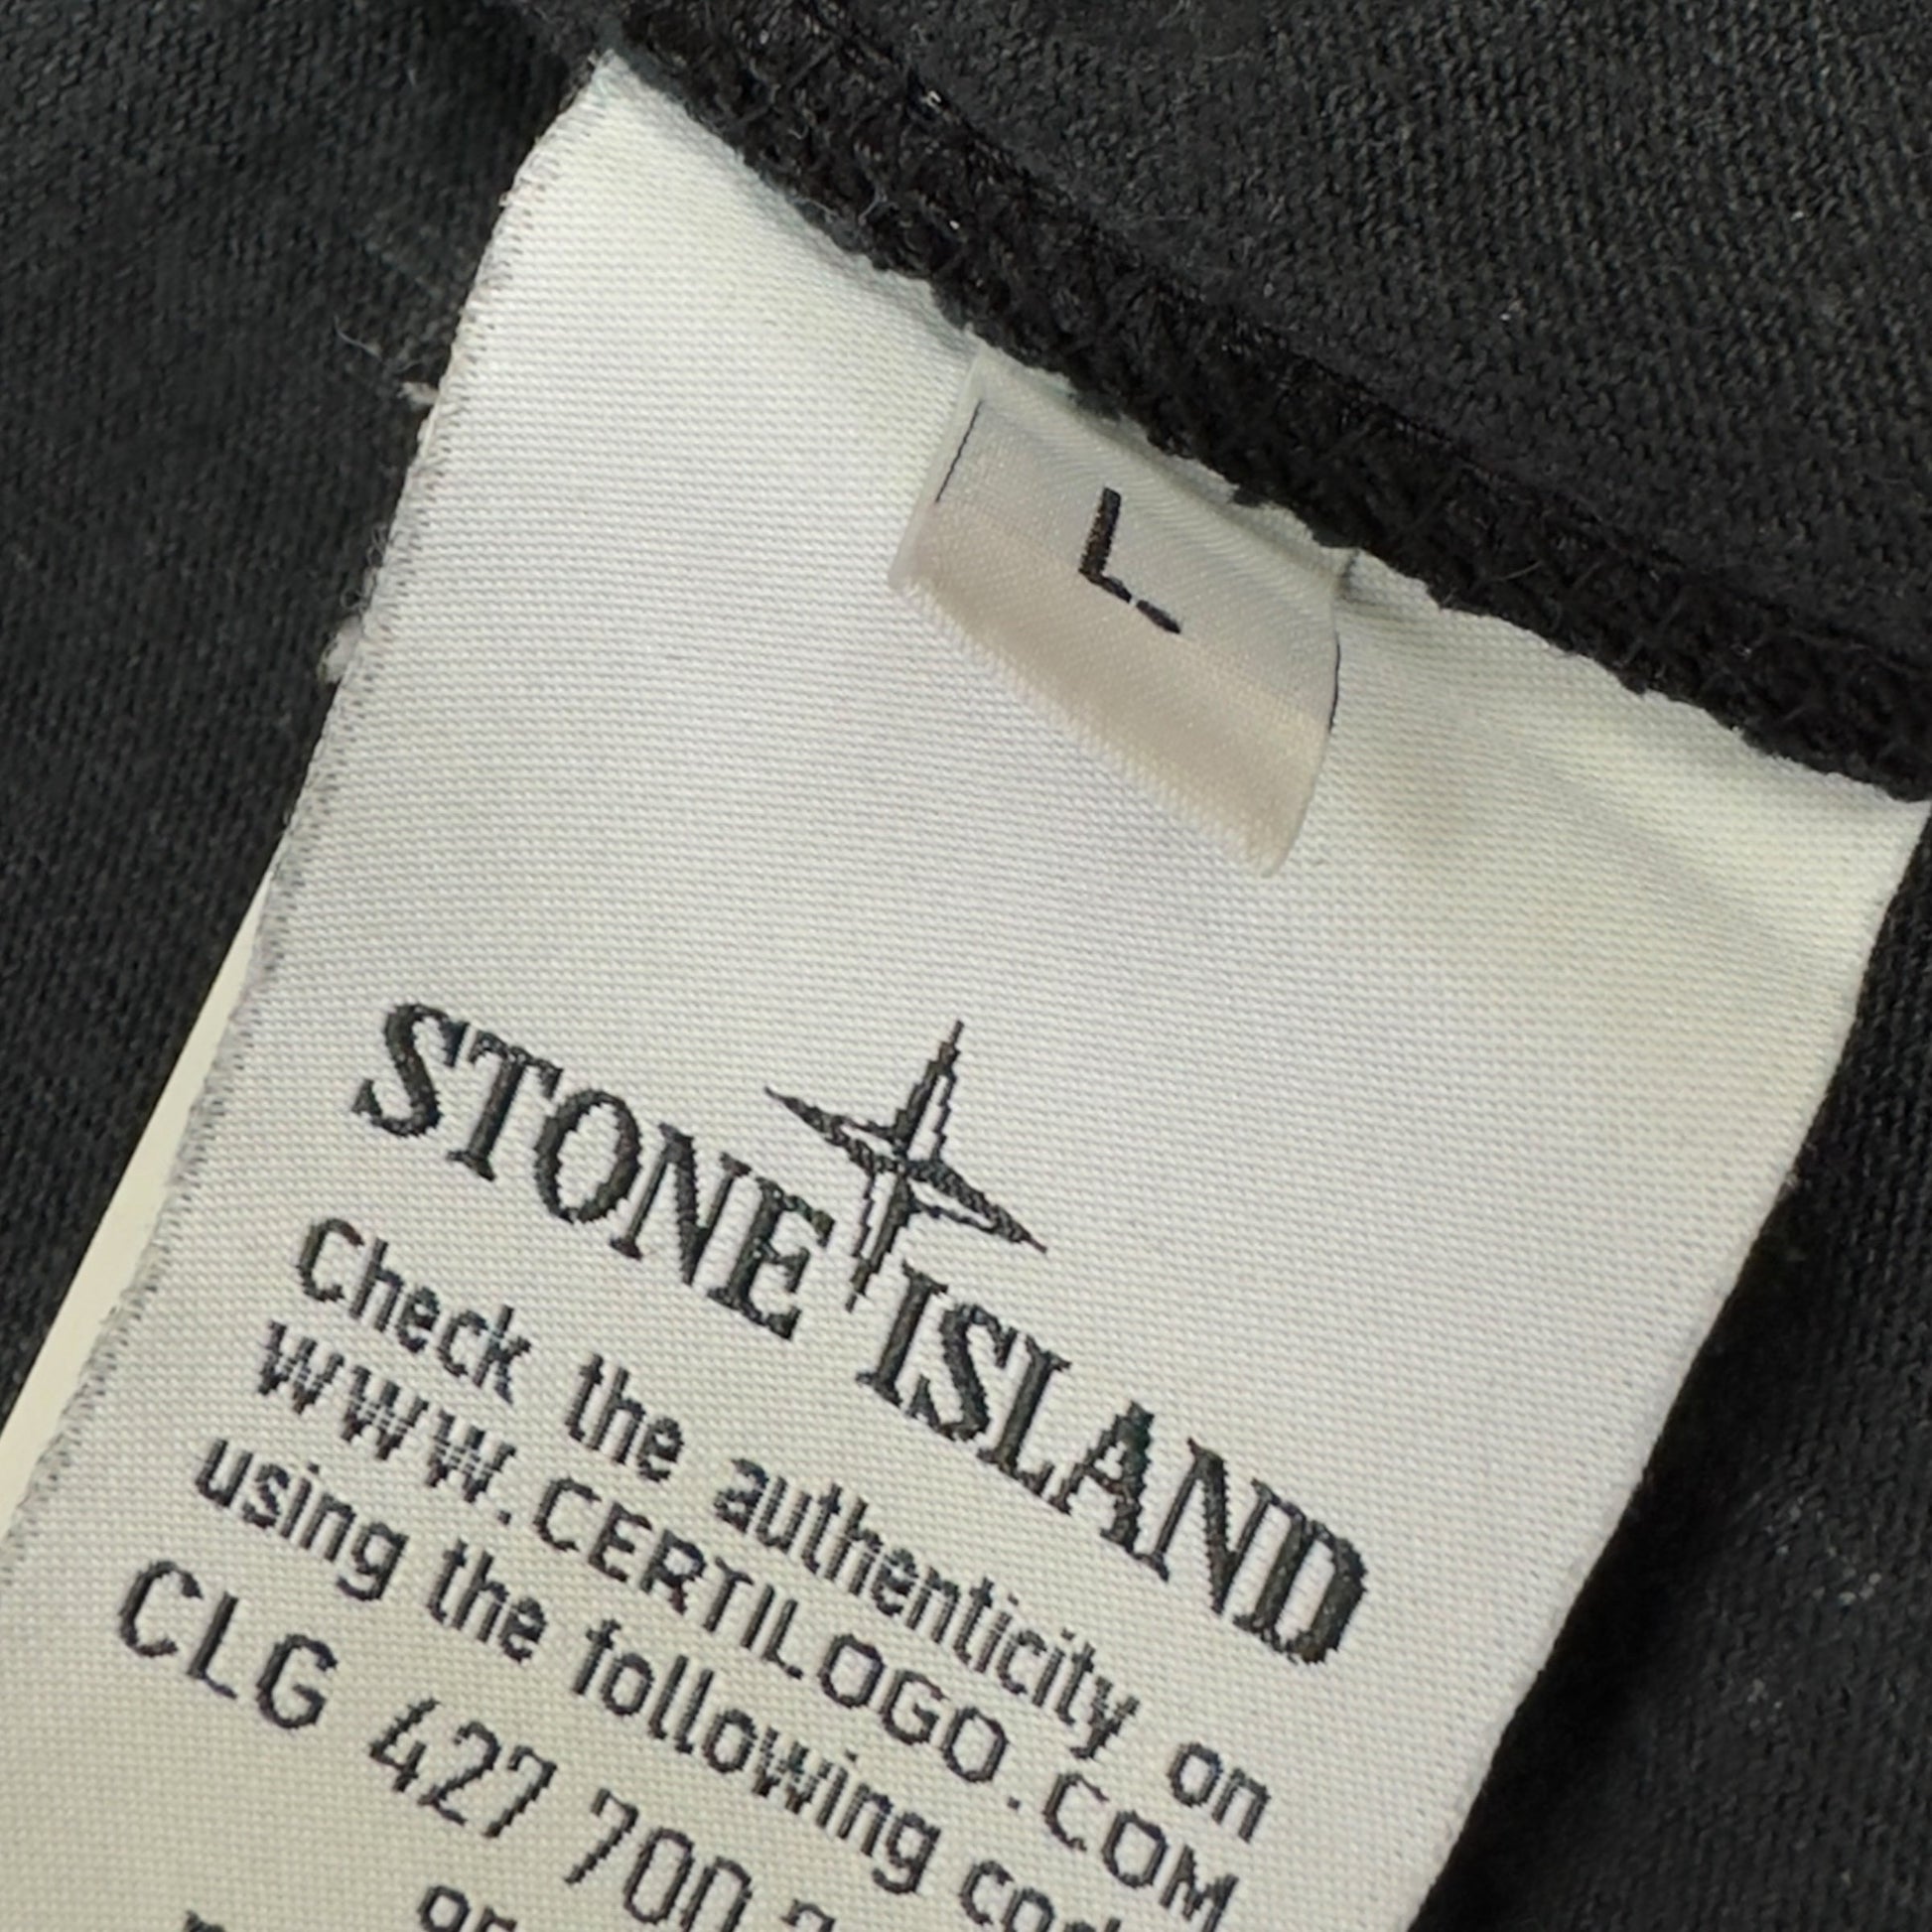 L
STONE ISLAND
Check the authenticity on
WWW.CERTILOGO.COM
using the following
CLG 427 700